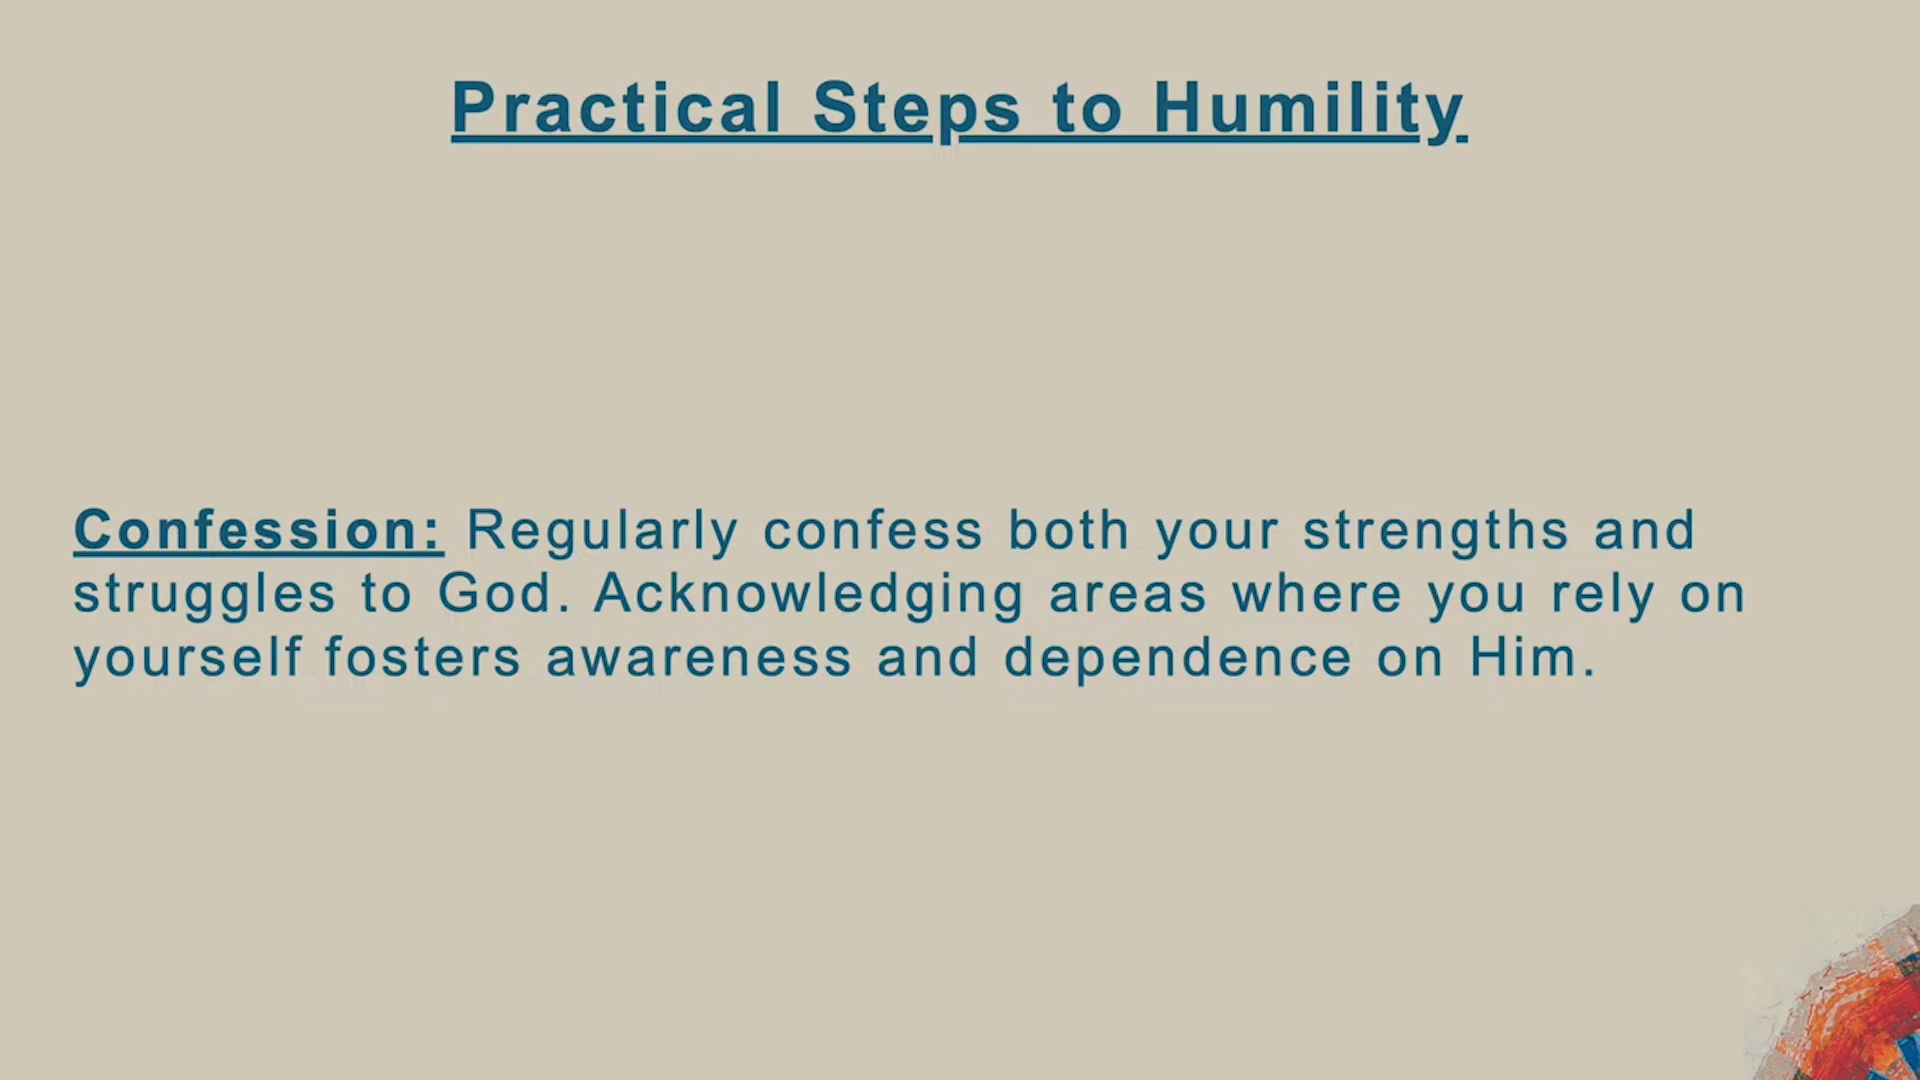 Practical Steps to Humility
Confession: Regularly confess both your strengths and
struggles to God. Acknowledging areas where you rely on
yourself fosters awareness and dependence on Him.